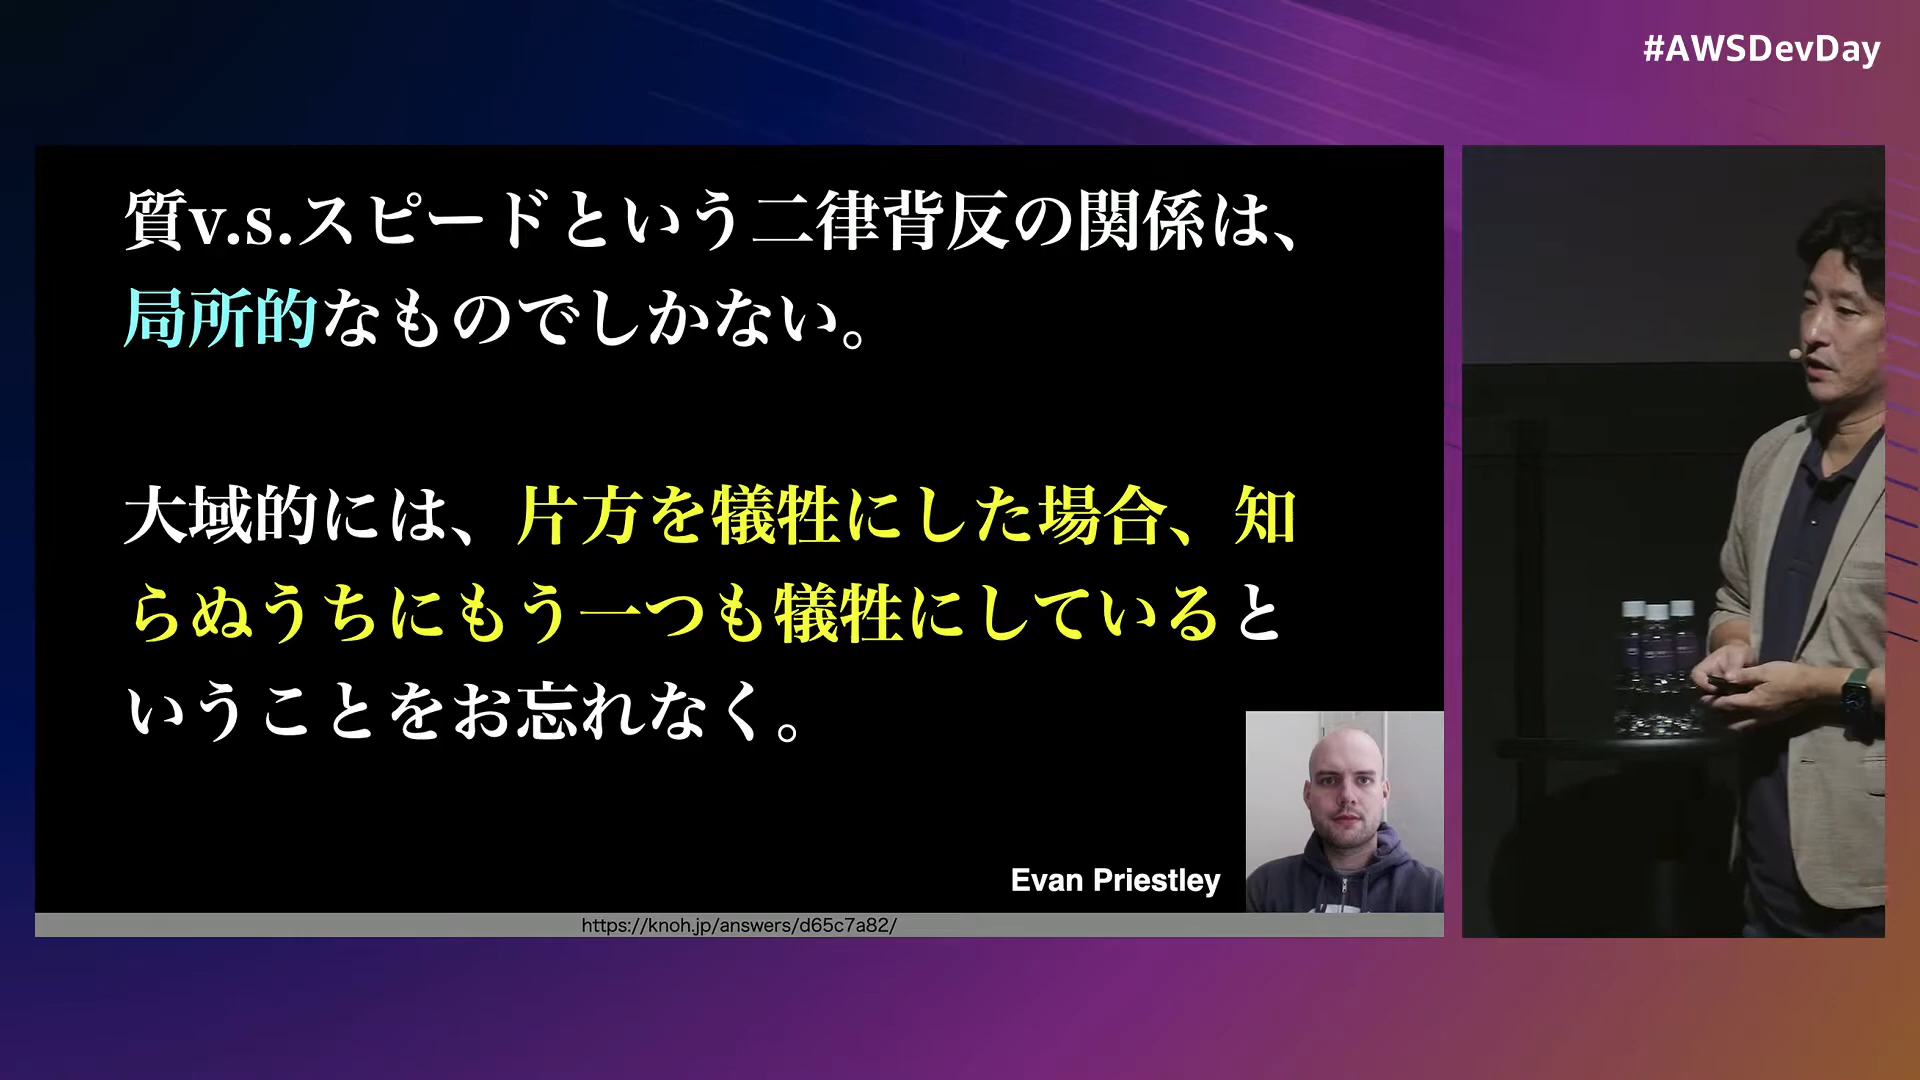 #AWSDevDay
質v.s.スピードという二律背反の関係は、
局所的なものでしかない。
大域的には、片方を犠牲にした場合、知
らぬうちにもう一つも犠牲にしていると
いうことをお忘れなく。
Evan Priestley
https://knoh.jp/answers/d65c7a82/